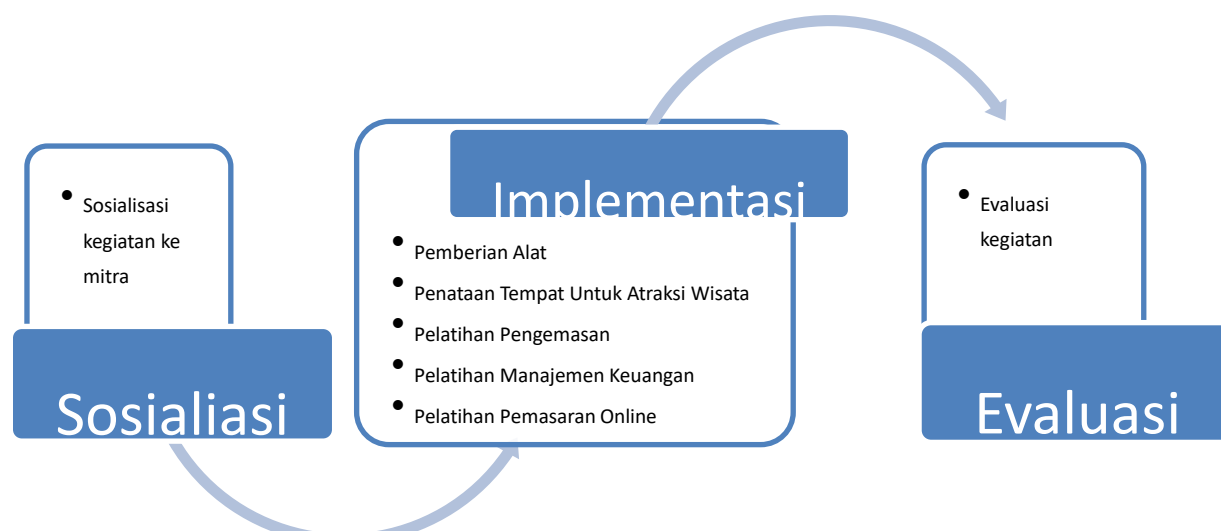 Sosialisasi
kegiatan ke
mitra
Sosialiasi
Implementasi
Pemberian Alat
Penataan Tempat Untuk Atraksi Wisata
Pelatihan Pengemasan
Pelatihan Manajemen Keuangan
Pelatihan Pemasaran Online
Evaluasi
kegiatan
Evaluasi